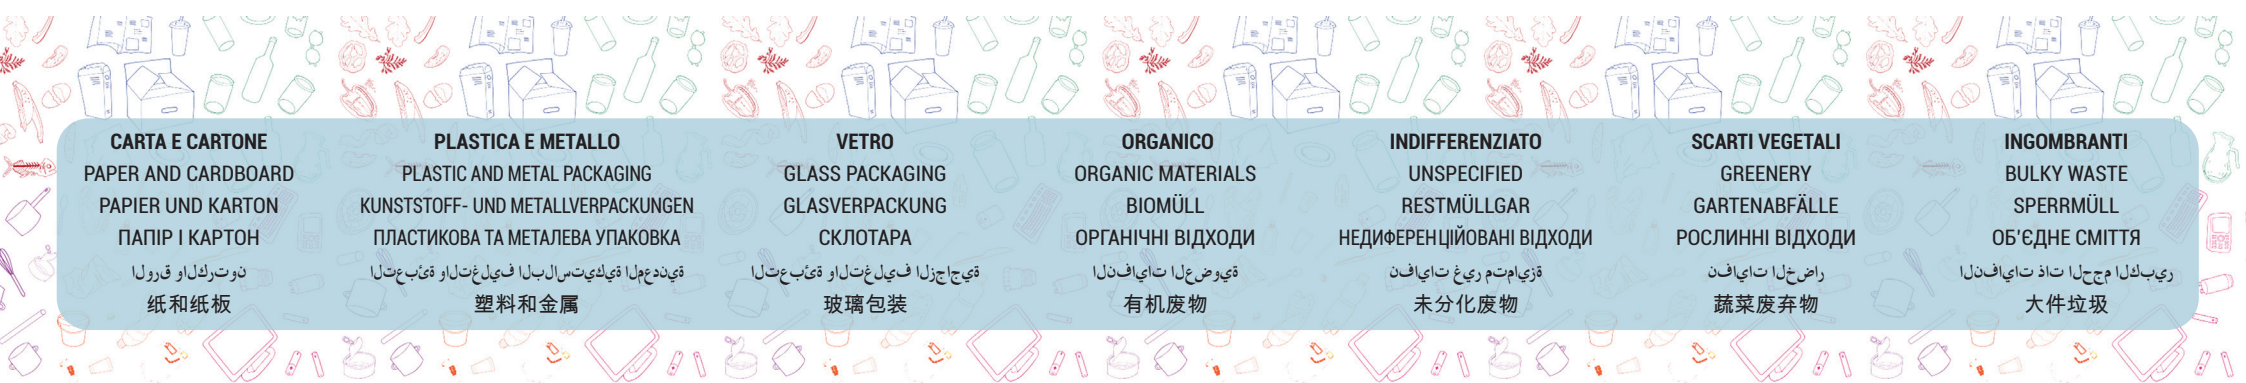 CARTA E CARTONE
PAPER AND CARDBOARD
PAPIER UND KARTON
ПАПІР І КАРТОН
الورق والكرتون
纸和纸板
PLASTICA E METALLO
PLASTIC AND METAL PACKAGING
KUNSTSTOFF- UND METALLVERPACKUNGEN
ПЛАСТИКОВА ТА МЕТАЛЕВА УПАКОВКА
التعبئة والتغليف البلاستيكية المعدنية
塑料和金属
VETRO
GLASS PACKAGING
GLASVERPACKUNG
СКЛОТАРА
التعبئة والتغليف الزجاجية
玻璃包装
ORGANICO
ORGANIC MATERIALS
BIOMÜLL
ОРГАНІЧНІ ВІДХОДИ
النفايات العضوية
有机废物
INDIFFERENZIATO
UNSPECIFIED
RESTMÜLLGAR
НЕДИФЕРЕНЦІЙОВАНІ ВІДХОДИ
نفايات غير متمايزة
未分化废物
SCARTI VEGETALI
GREENERY
GARTENABFÄLLE
РОСЛИННІ ВІДХОДИ
نفايات الخضار
蔬菜废弃物
INGOMBRANTI
BULKY WASTE
SPERRMÜLL
ОБ'ЄДНЕ СМІТТЯ
النفايات ذات الحجم الكبير
大件垃圾